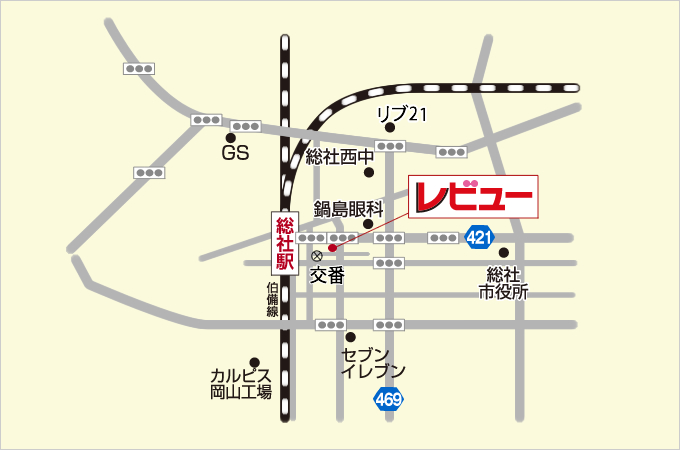 リブ21
GS
総社西中
レビュー
鍋島眼科
総社駅
421
交番
総社
市役所
伯備線
セブン
イレブン
カルピス
岡山工場
469